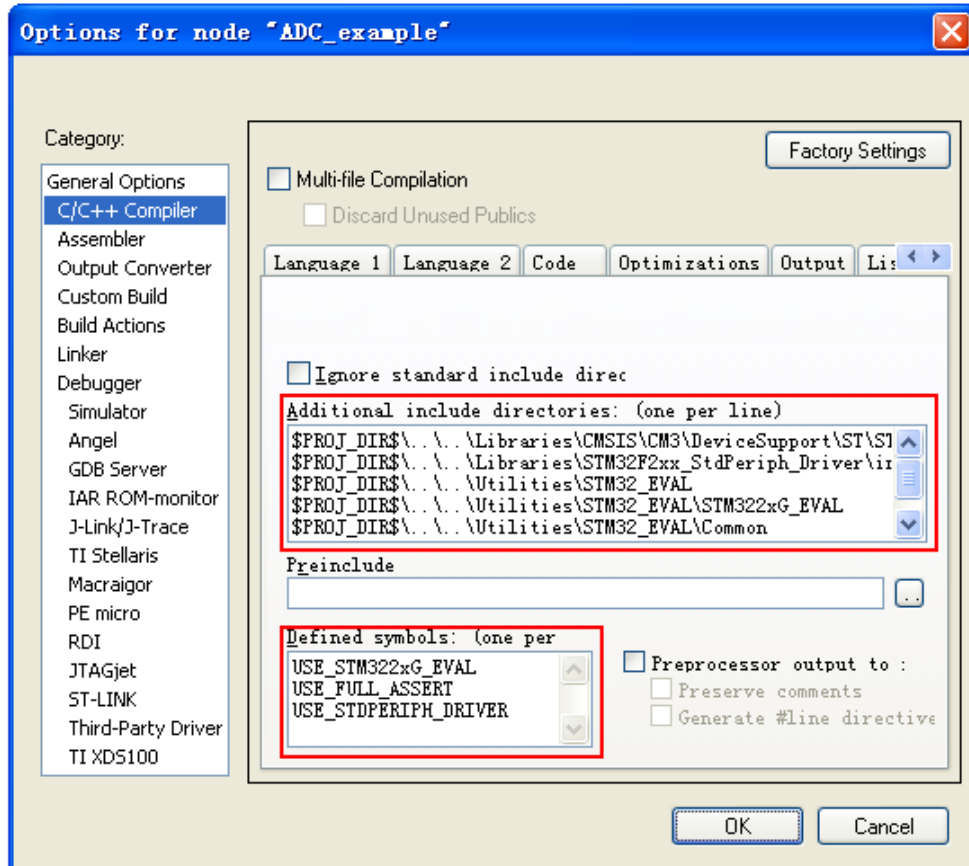 Options for node "ADC_example"
Category:
General Options
C/C++ Compiler
Assembler
Output Converter
Custom Build
Build Actions
Linker
Debugger
Simulator
Angel
GDB Server
IAR ROM-monitor
J-Link/J-Trace
TI Stellaris
Macraigor
PE micro
RDI
JTAGjet
ST-LINK
Third-Party Driver
TI XDS100
Factory Settings
Multi-file Compilation
Discard Unused Publics
Language 1 Language 2 Code Optimizations Output Lis
Ignore standard include direc
Additional include directories: (one per line)
$PROJ_DIR$\..\..\Libraries\CMSIS\CM3\DeviceSupport\ST\ST
$PROJ_DIR$\..\..\Libraries\STM32F2xx_StdPeriph_Driver\in
$PROJ_DIR$\..\..\Utilities\STM32_EVAL
$PROJ_DIR$\..\..\Utilities\STM32_EVAL\STM322xG_EVAL
$PROJ_DIR$\..\..\Utilities\STM32_EVAL\Common
Preinclude
..
Defined symbols: (one per
USE_STM322xG_EVAL
USE_FULL_ASSERT
USE_STDPERIPH_DRIVER
Preprocessor output to :
Preserve comments
Generate #line directive
OK
Cancel